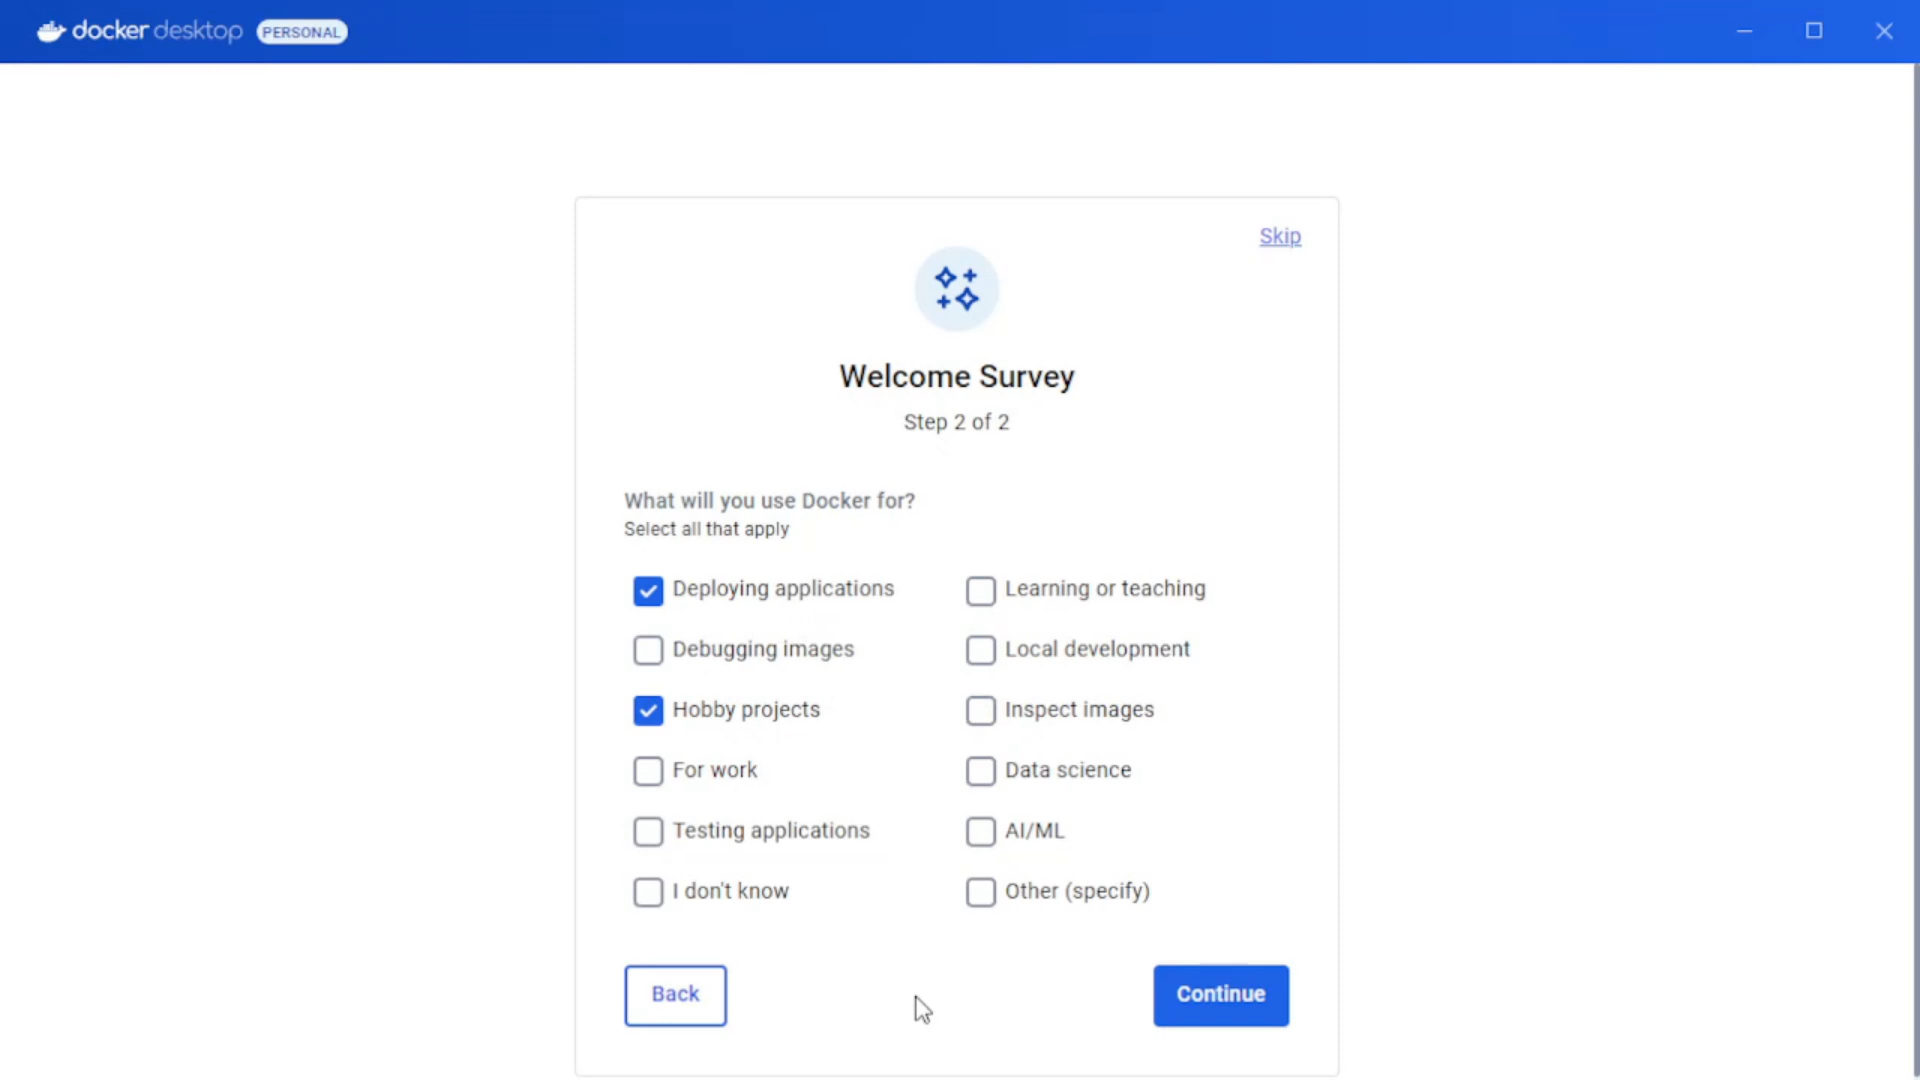 docker desktop PERSONAL
Skip
Welcome Survey
Step 2 of 2
What will you use Docker for?
Select all that apply
Deploying applications
Learning or teaching
Debugging images
Local development
Hobby projects
Inspect images
For work
Data science
Testing applications
AI/ML
I don't know
Other (specify)
Back
Continue